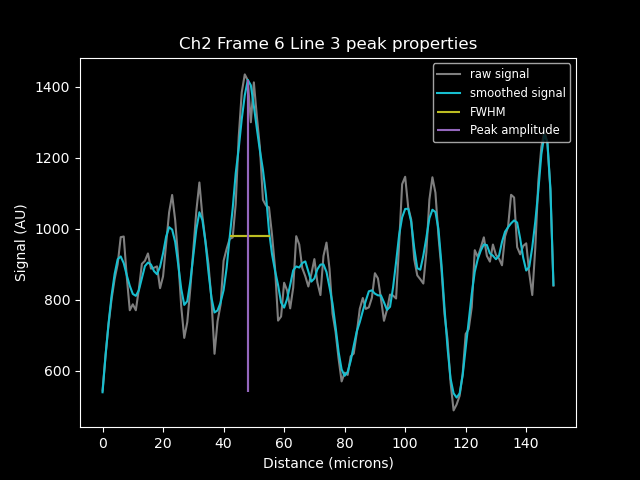 Ch2 Frame 6 Line 3 peak properties
raw signal
smoothed signal
FWHM
Peak amplitude
1400
1200
1000
800
600
Signal (AU)
0 20 40 60 80 100 120 140
Distance (microns)